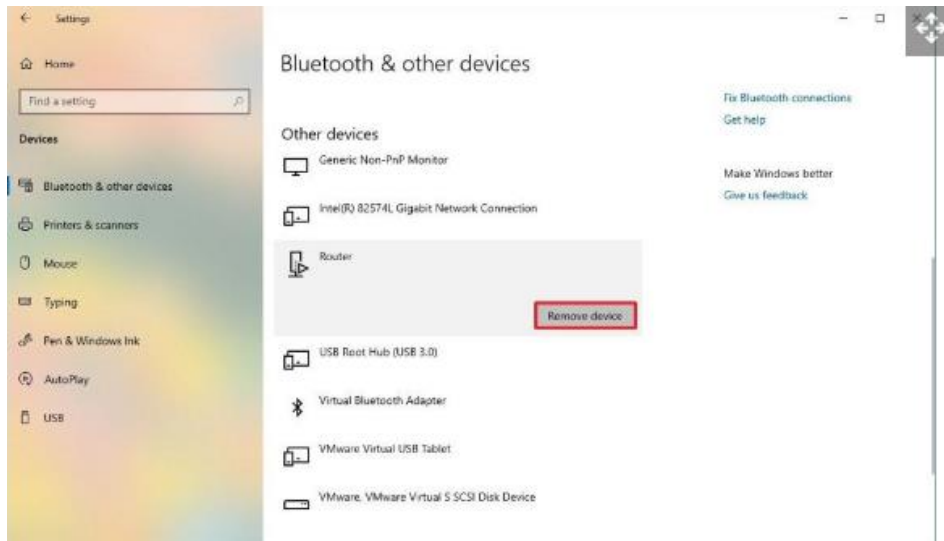 Settings
Home
Find a setting
Devices
Bluetooth & other devices
Printers & scanners
Mouse
Typing
Pen & Windows Ink
AutoPlay
USB
Bluetooth & other devices
Other devices
Generic Non-PnP Monitor
Intel(R) 82574L Gigabit Network Connection
Router
Remove device
USB Root Hub (USB 3.0)
Virtual Bluetooth Adapter
VMware Virtual USB Tablet
VMware, VMware Virtual S SCSI Disk Device
Fix Bluetooth connections
Get help
Make Windows better
Give us feedback